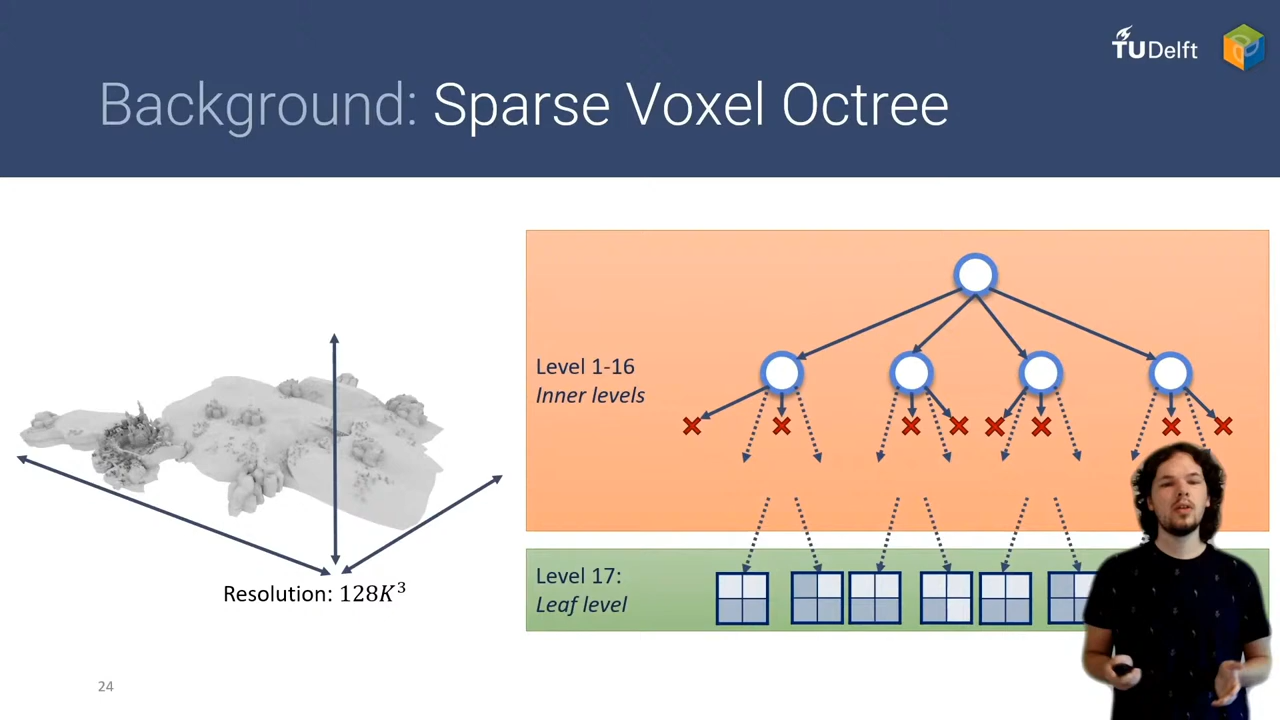 TUDelft
Background: Sparse Voxel Octree
Level 1-16
Inner levels
Resolution: 128K³
Level 17:
Leaf level
24